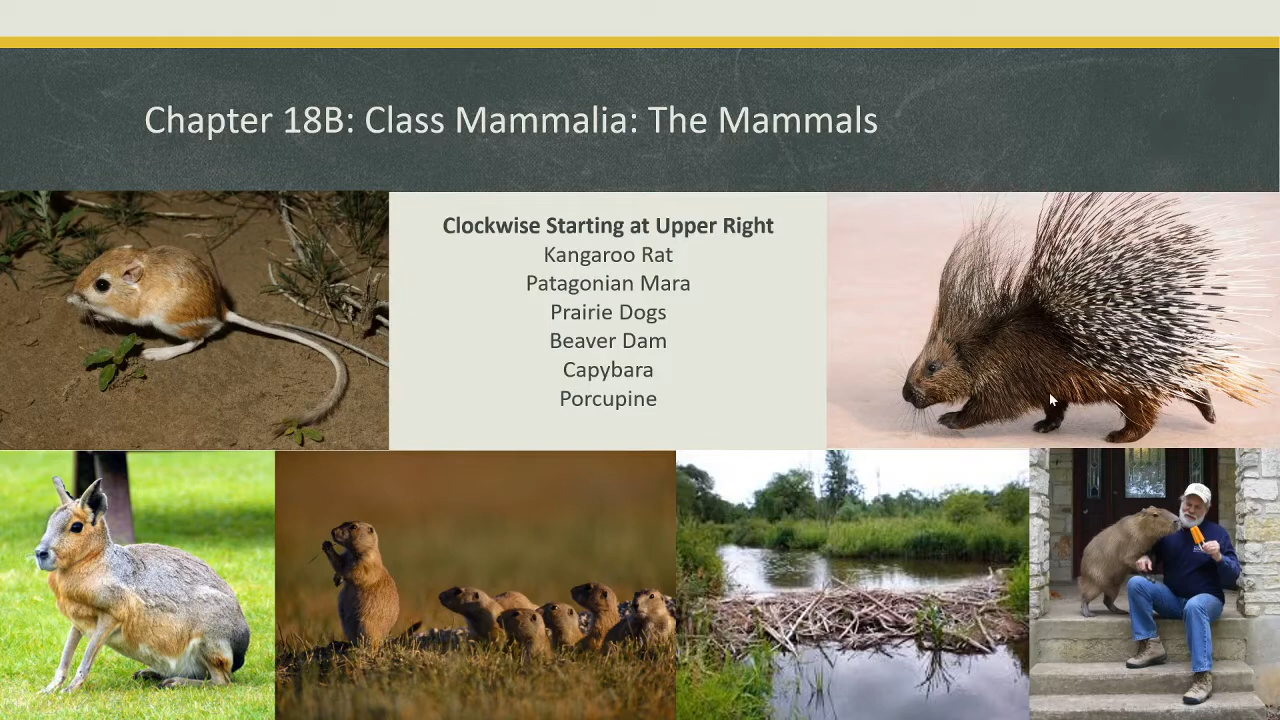 Chapter 18B: Class Mammalia: The Mammals
Clockwise Starting at Upper Right
Kangaroo Rat
Patagonian Mara
Prairie Dogs
Beaver Dam
Capybara
Porcupine